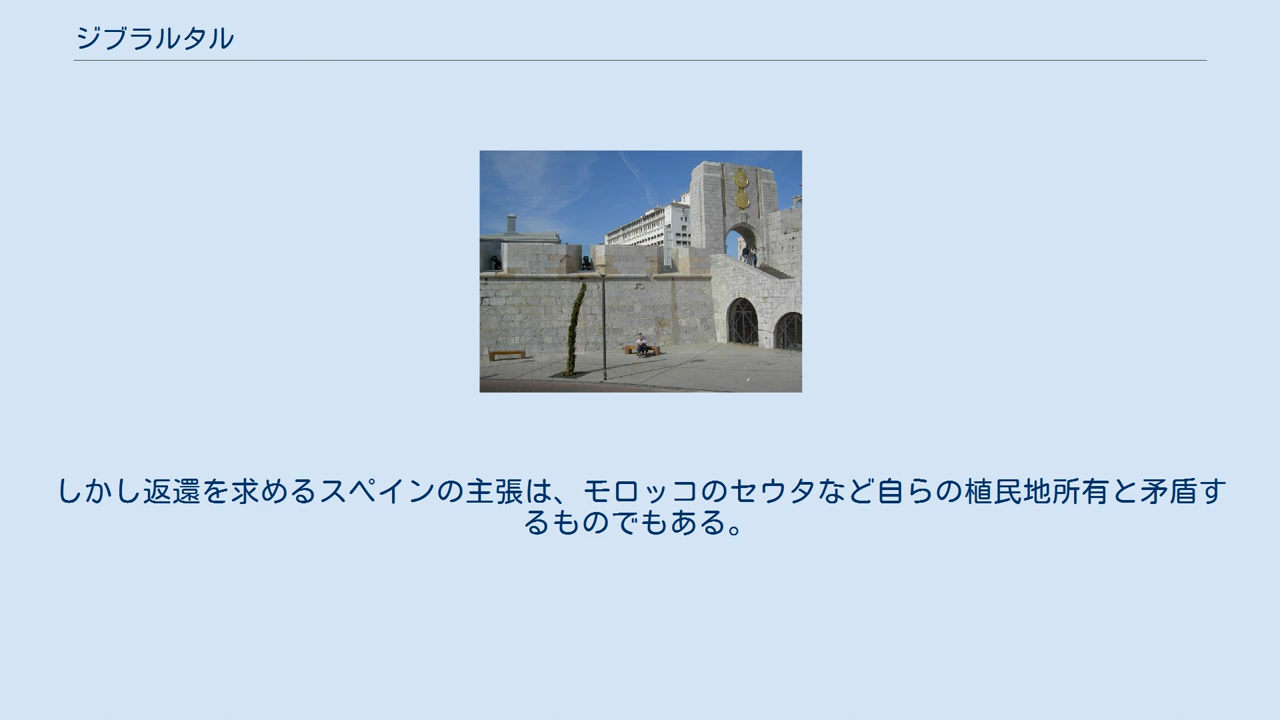 ジブラルタル
しかし返還を求めるスペインの主張は、モロッコのセウタなど自らの植民地所有と矛盾す
るものでもある。